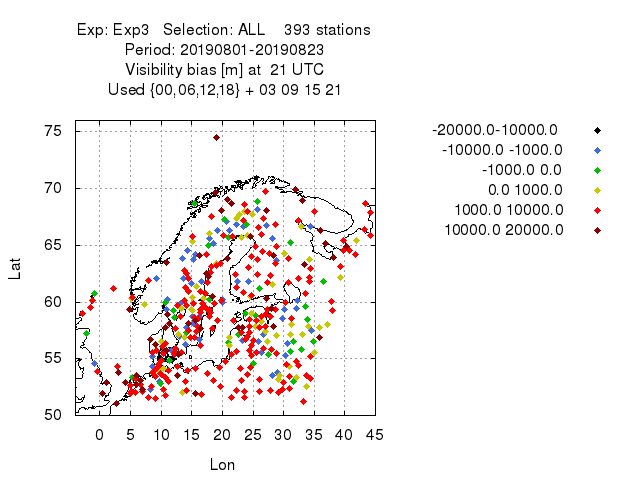 Exp: Exp3 Selection: ALL 393 stations
Period: 20190801-20190823
Visibility bias [m] at 21 UTC
Used {00,06,12,18} + 03 09 15 21
-20000.0-10000.0
-10000.0 -1000.0
-1000.0 0.0
0.0 1000.0
1000.0 10000.0
10000.0 20000.0
75
70
65
60
55
50
Lat
0 5 10 15 20 25 30 35 40 45
Lon